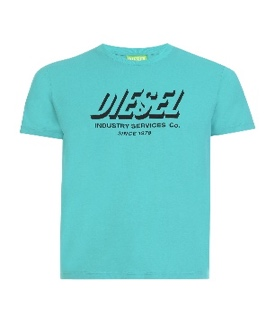 DIESEL
INDUSTRY SERVICES Co.
SINCE 1978